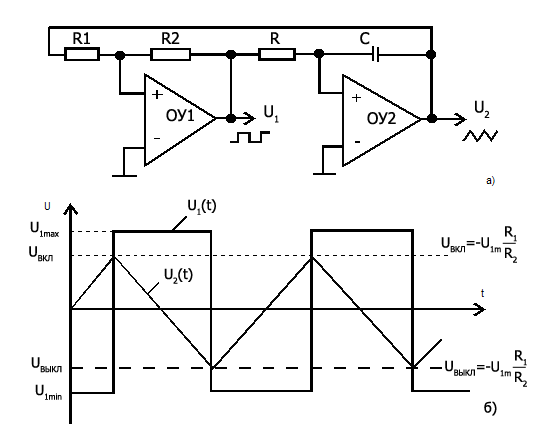 R1 R2 R C
+ +
ОУ1 U1 ОУ2 U2
- -
а)
U
U1max U1(t)
UВКЛ UВКЛ=-U1m R1/R2
U2(t)
t
UВЫКЛ UВЫКЛ=-U1m R1/R2
U1min
б)